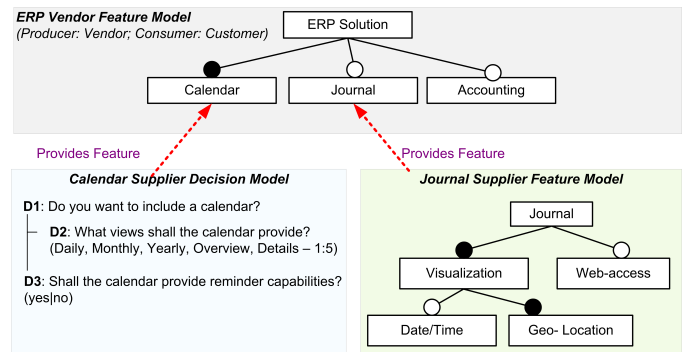 ERP Vendor Feature Model
(Producer: Vendor; Consumer: Customer)
ERP Solution
Calendar
Journal
Accounting
Provides Feature
Provides Feature
Calendar Supplier Decision Model
D1: Do you want to include a calendar?
D2: What views shall the calendar provide?
(Daily, Monthly, Yearly, Overview, Details – 1:5)
D3: Shall the calendar provide reminder capabilities?
(yes|no)
Journal Supplier Feature Model
Journal
Visualization
Web-access
Date/Time
Geo- Location